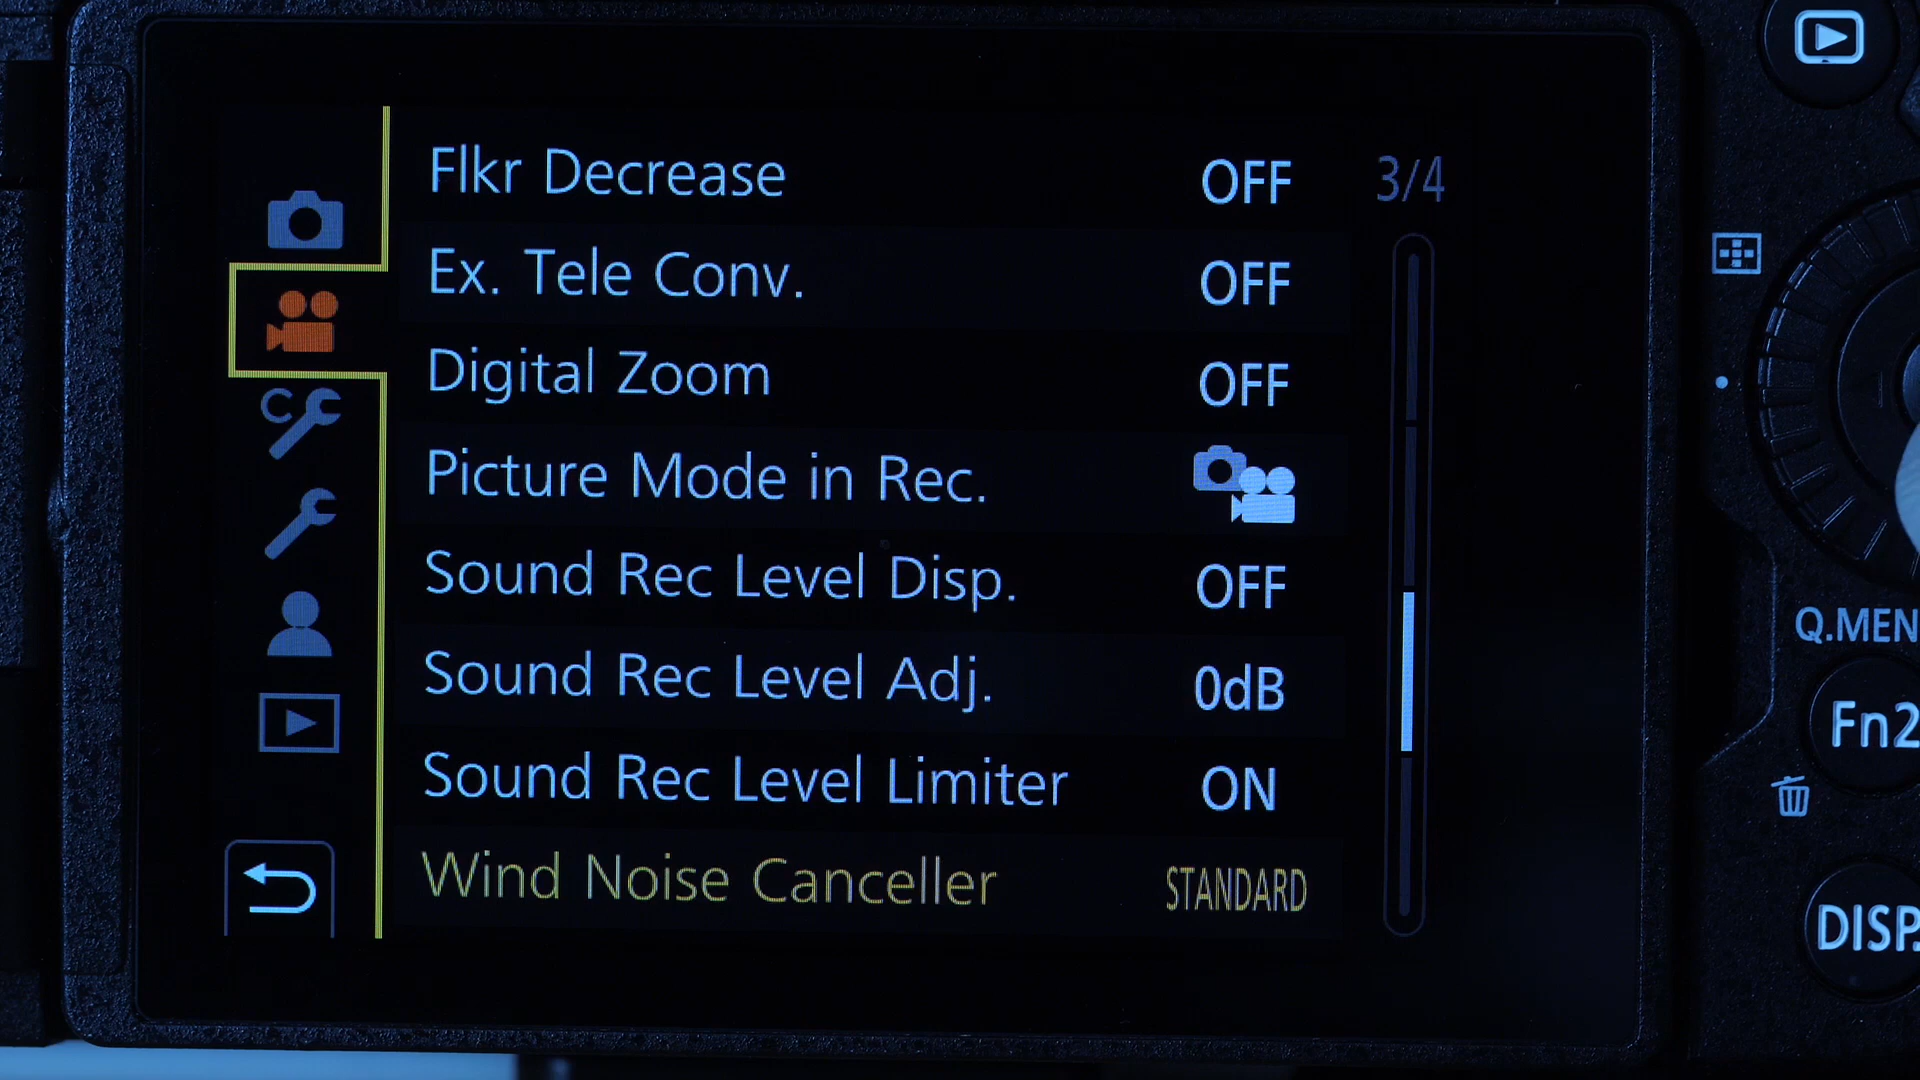 Flkr Decrease OFF 3/4
Ex. Tele Conv. OFF
Digital Zoom OFF
Picture Mode in Rec.
Sound Rec Level Disp. OFF
Sound Rec Level Adj. 0dB
Sound Rec Level Limiter ON
Wind Noise Canceller STANDARD
C
Q.MEN
Fn2
DISP.